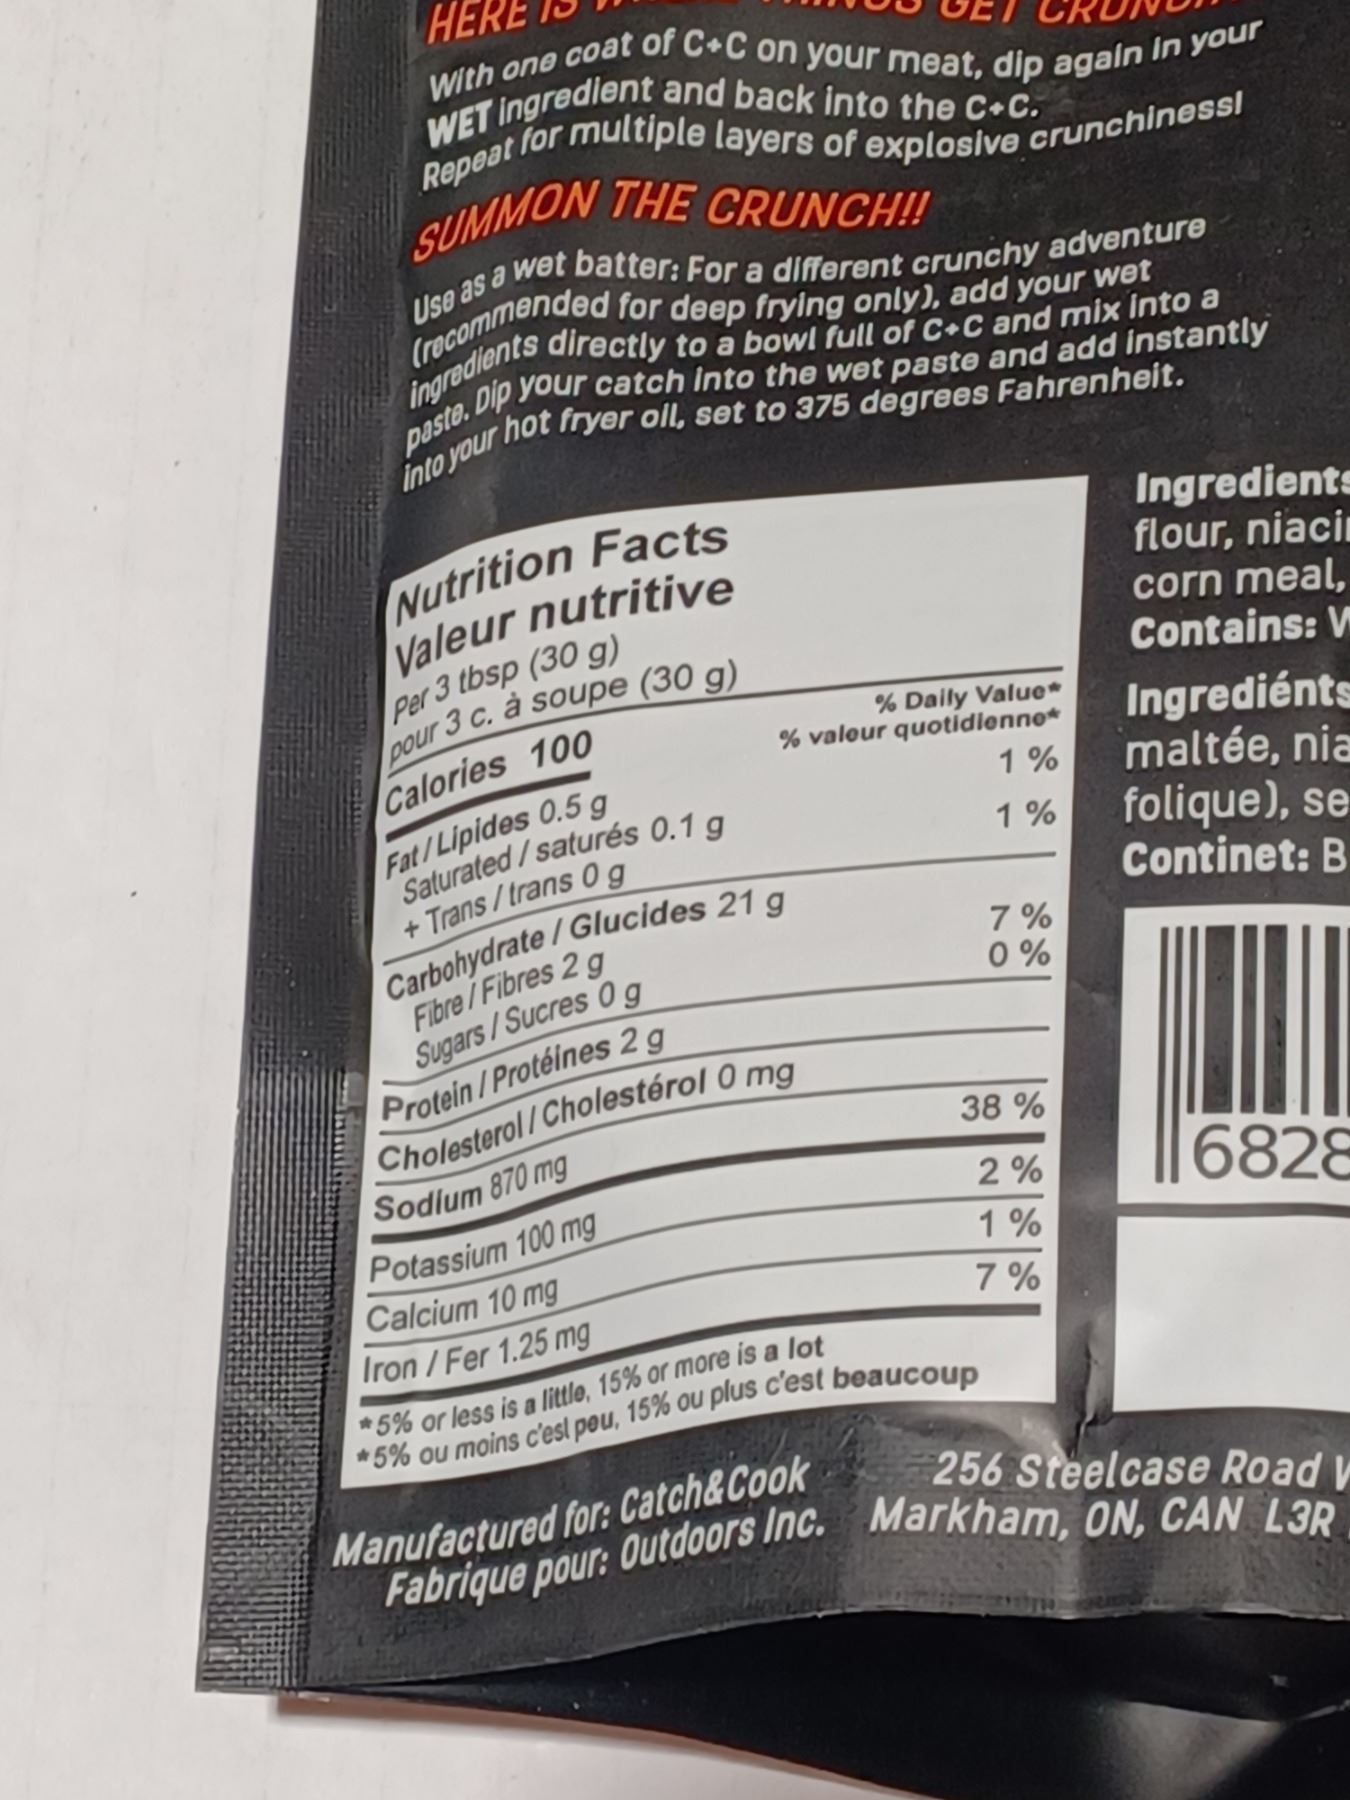 HERE IS
GET
With one coat of C+C on your meat, dip again in your
WET ingredient and back into the C+C.
Repeat for multiple layers of explosive crunchiness!
SUMMON THE CRUNCH!!
Use as a wet batter: For a different crunchy adventure
(recommended for deep frying only), add your wet
ingredients directly to a bowl full of C+C and mix into a
paste. Dip your catch into the wet paste and add instantly
into your hot fryer oil, set to 375 degrees Fahrenheit.
Nutrition Facts
Valeur nutritive
Per 3 tbsp (30 g)
pour 3 c. à soupe (30 g)
Calories 100
% Daily Value*
% valeur quotidienne*
Fat / Lipides 0.5 g 1 %
Saturated / saturés 0.1 g 1 %
+ Trans / trans 0 g
Carbohydrate / Glucides 21 g
Fibre / Fibres 2 g 7 %
Sugars / Sucres 0 g 0 %
Protein / Protéines 2 g
Cholesterol / Cholestérol 0 mg
Sodium 870 mg 38 %
Potassium 100 mg 2 %
Calcium 10 mg 1 %
Iron / Fer 1.25 mg 7 %
*5% or less is a little, 15% or more is a lot
*5% ou moins c'est peu, 15% ou plus c'est beaucoup
Manufactured for: Catch&Cook
Fabrique pour: Outdoors Inc.
256 Steelcase Road
Markham, ON, CAN L3R
Ingredients
flour,
corn meal,
Contains:
Ingrediénts
maltée,
folique),
Continet:
6828